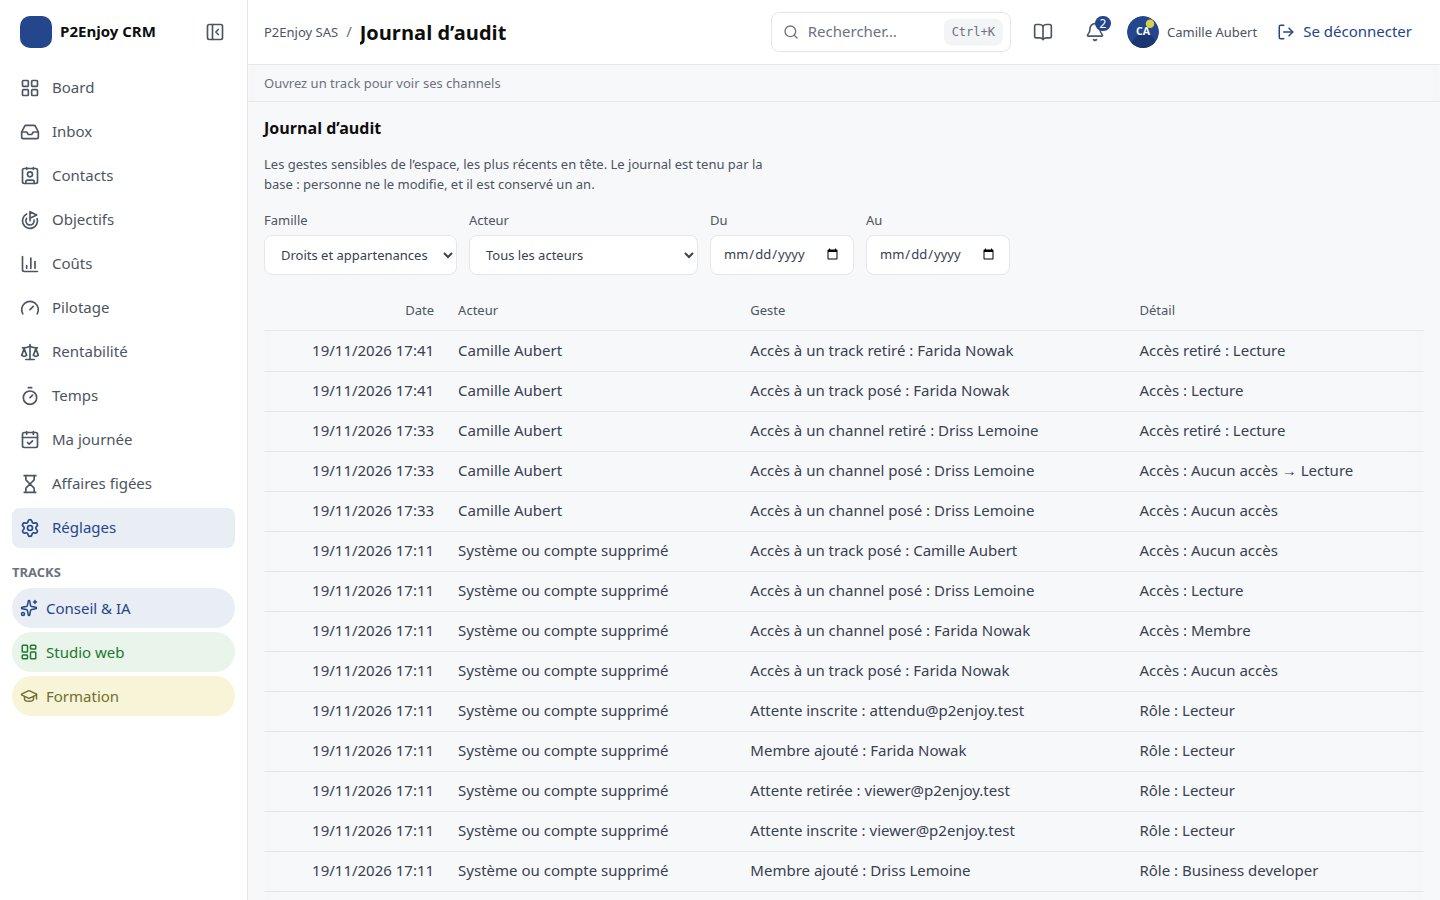 P2Enjoy CRM
Board
Inbox
Contacts
Objectifs
Coûts
Pilotage
Rentabilité
Temps
Ma journée
Affaires figées
Réglages
TRACKS
Conseil & IA
Studio web
Formation
P2Enjoy SAS / Journal d’audit
Rechercher... Ctrl+K
2
CA Camille Aubert
Se déconnecter
Ouvrez un track pour voir ses channels
Journal d’audit
Les gestes sensibles de l’espace, les plus récents en tête. Le journal est tenu par la
base : personne ne le modifie, et il est conservé un an.
Famille Acteur Du Au
Droits et appartenances Tous les acteurs mm/dd/yyyy mm/dd/yyyy
Date Acteur Geste Détail
19/11/2026 17:41 Camille Aubert Accès à un track retiré : Farida Nowak Accès retiré : Lecture
19/11/2026 17:41 Camille Aubert Accès à un track posé : Farida Nowak Accès : Lecture
19/11/2026 17:33 Camille Aubert Accès à un channel retiré : Driss Lemoine Accès retiré : Lecture
19/11/2026 17:33 Camille Aubert Accès à un channel posé : Driss Lemoine Accès : Aucun accès → Lecture
19/11/2026 17:33 Camille Aubert Accès à un channel posé : Driss Lemoine Accès : Aucun accès
19/11/2026 17:11 Système ou compte supprimé Accès à un track posé : Camille Aubert Accès : Aucun accès
19/11/2026 17:11 Système ou compte supprimé Accès à un channel posé : Driss Lemoine Accès : Lecture
19/11/2026 17:11 Système ou compte supprimé Accès à un channel posé : Farida Nowak Accès : Membre
19/11/2026 17:11 Système ou compte supprimé Accès à un track posé : Farida Nowak Accès : Aucun accès
19/11/2026 17:11 Système ou compte supprimé Attente inscrite : attendu@p2enjoy.test Rôle : Lecteur
19/11/2026 17:11 Système ou compte supprimé Membre ajouté : Farida Nowak Rôle : Lecteur
19/11/2026 17:11 Système ou compte supprimé Attente retirée : viewer@p2enjoy.test Rôle : Lecteur
19/11/2026 17:11 Système ou compte supprimé Attente inscrite : viewer@p2enjoy.test Rôle : Lecteur
19/11/2026 17:11 Système ou compte supprimé Membre ajouté : Driss Lemoine Rôle : Business developer